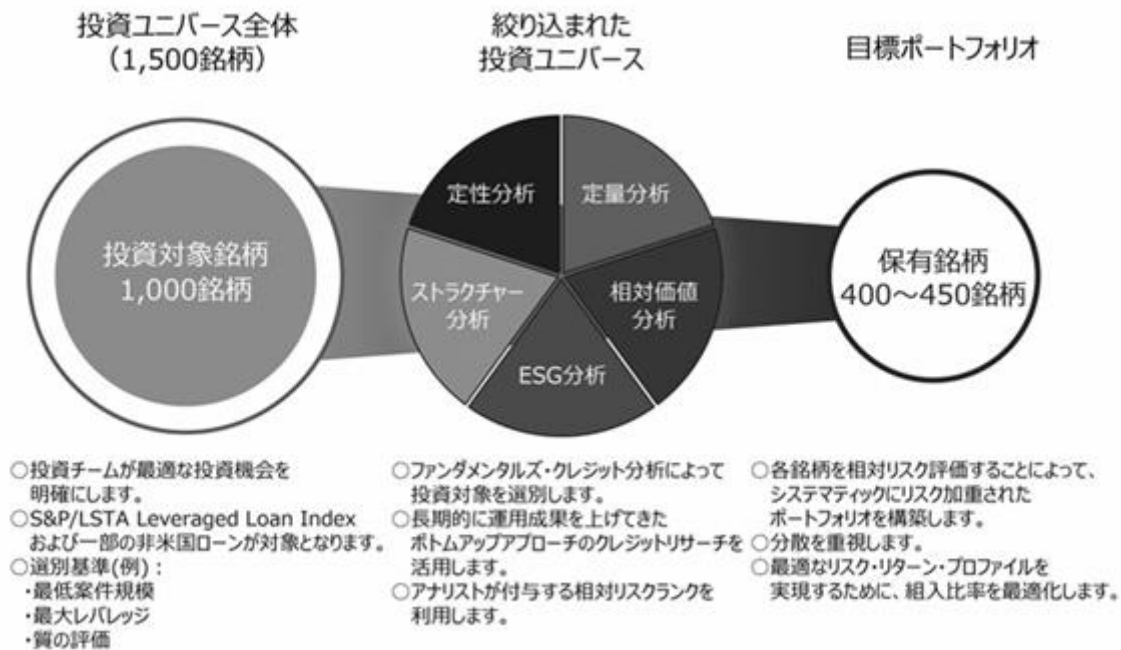 投資ユニバース全体
（1,500銘柄）
絞り込まれた
投資ユニバース
目標ポートフォリオ
投資対象銘柄
1,000銘柄
定性分析
定量分析
ストラクチャー
分析
相対価値
分析
ESG分析
保有銘柄
400～450銘柄
○投資チームが最適な投資機会を
明確にします。
○S&P/LSTA Leveraged Loan Index
および一部の非米国ローンが対象となります。
○選別基準(例)：
・最低案件規模
・最大レバレッジ
・質の評価
○ファンダメンタルズ・クレジット分析によって
投資対象を選別します。
○長期的に運用成果を上げてきた
ボトムアップアプローチのクレジットリサーチを
活用します。
○アナリストが付与する相対リスクランクを
利用します。
○各銘柄を相対リスク評価することによって、
システマティックにリスク加重された
ポートフォリオを構築します。
○分散を重視します。
○最適なリスク・リターン・プロファイルを
実現するために、組入比率を最適化します。